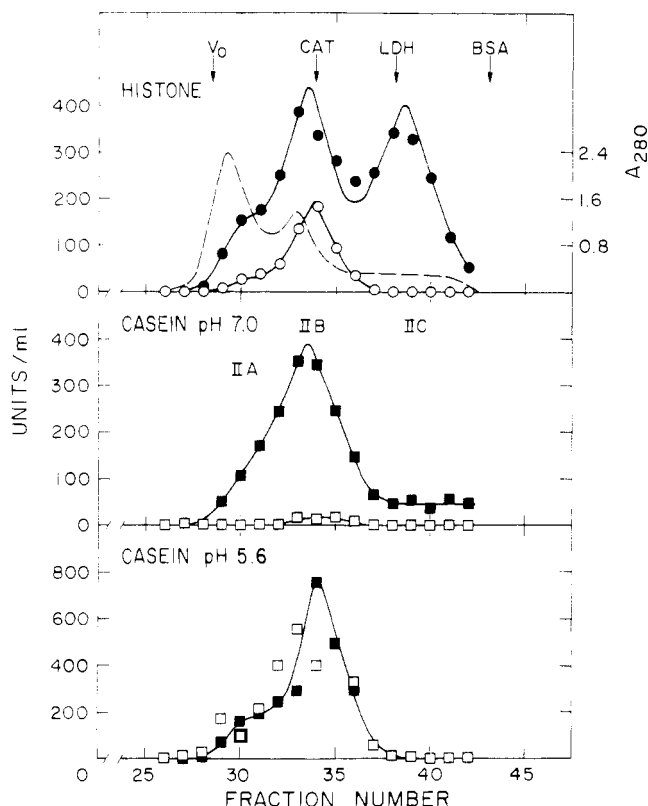 V₀ CAT LDH BSA
HISTONE
400
300
200
100
0
2.4
1.6
0.8
A₂₈₀
CASEIN pH 7.0 IIB IIC
IIA
400
300
200
100
0
UNITS/ml
CASEIN pH 5.6
800
600
400
200
0
25 30 35 40 45
FRACTION NUMBER